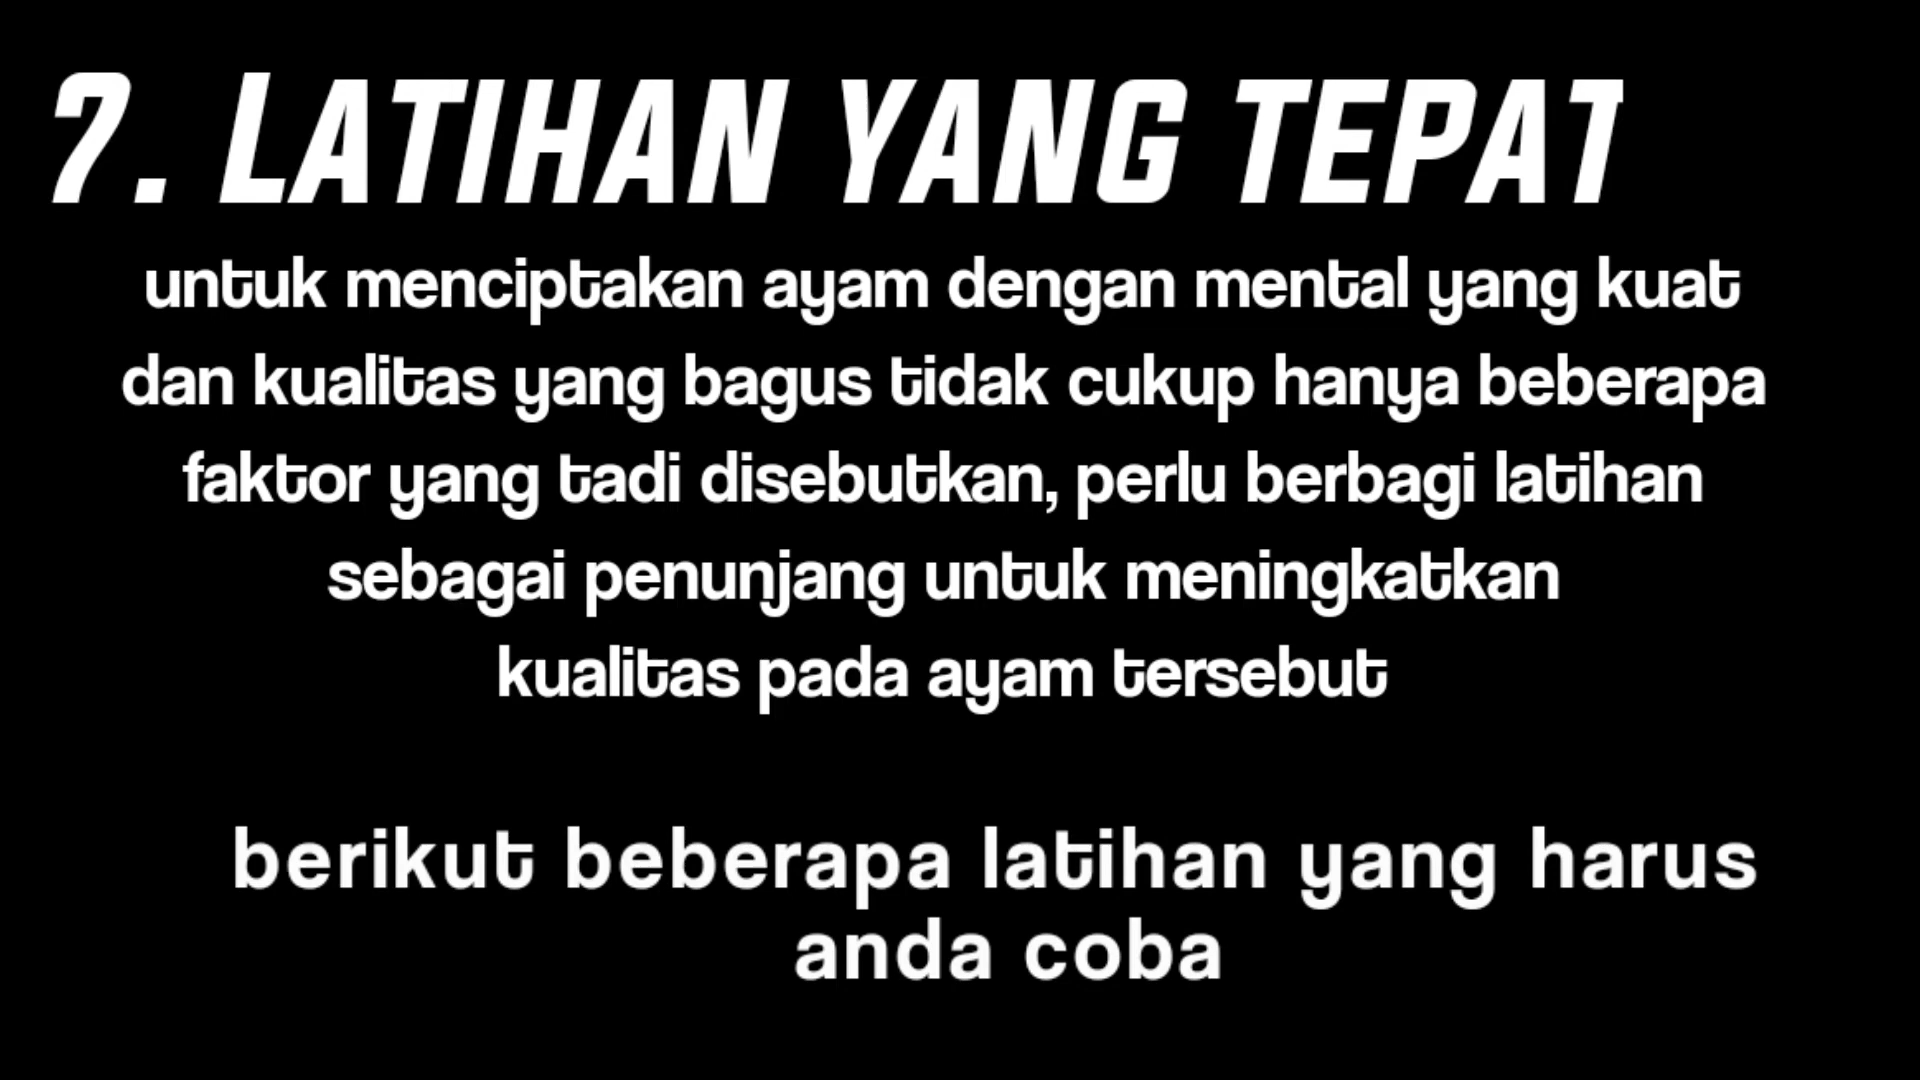 7. LATIHAN YANG TEPAT
untuk menciptakan ayam dengan mental yang kuat
dan kualitas yang bagus tidak cukup hanya beberapa
faktor yang tadi disebutkan, perlu berbagi latihan
sebagai penunjang untuk meningkatkan
kualitas pada ayam tersebut
berikut beberapa latihan yang harus
anda coba